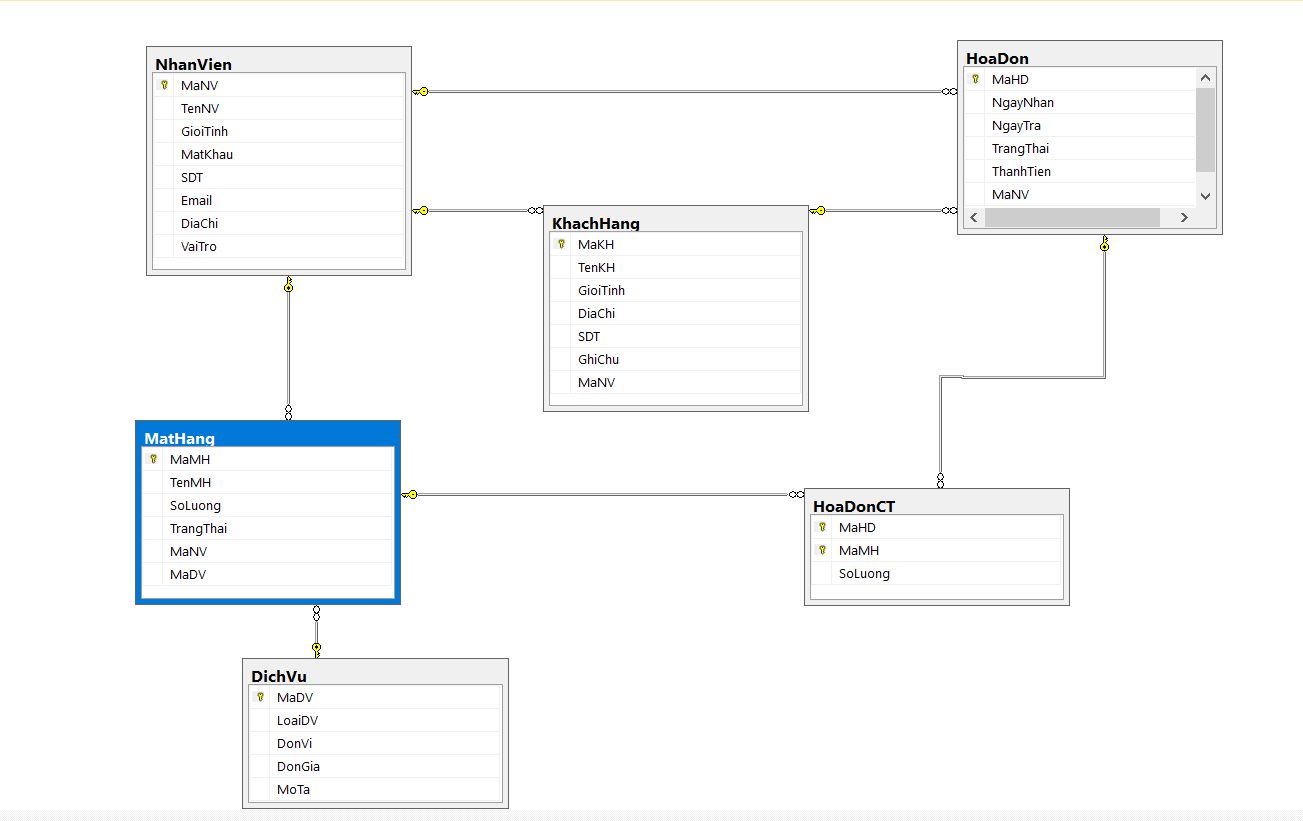 NhanVien
MaNV
TenNV
GioiTinh
MatKhau
SDT
Email
DiaChi
VaiTro
HoaDon
MaHD
NgayNhan
NgayTra
TrangThai
ThanhTien
MaNV
KhachHang
MaKH
TenKH
GioiTinh
DiaChi
SDT
GhiChu
MaNV
MatHang
MaMH
TenMH
SoLuong
TrangThai
MaNV
MaDV
HoaDonCT
MaHD
MaMH
SoLuong
DichVu
MaDV
LoaiDV
DonVi
DonGia
MoTa